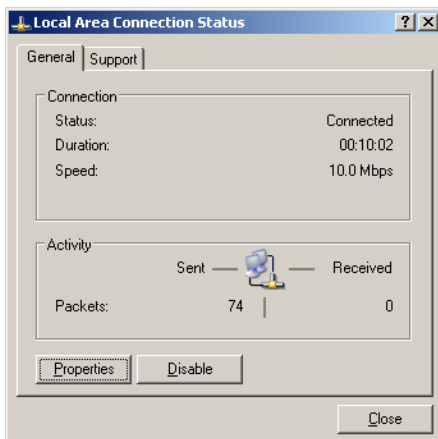 Local Area Connection Status
General Support
Connection
Status: Connected
Duration: 00:10:02
Speed: 10.0 Mbps
Activity
Sent Received
Packets: 74 0
Properties Disable
Close